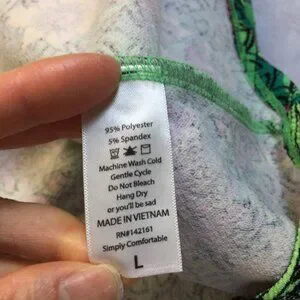 95% Polyester
5% Spandex
Machine Wash Cold
Gentle Cycle
Do Not Bleach
Hang Dry
or you'll be sad
MADE IN VIETNAM
RN#142161
Simply Comfortable
L